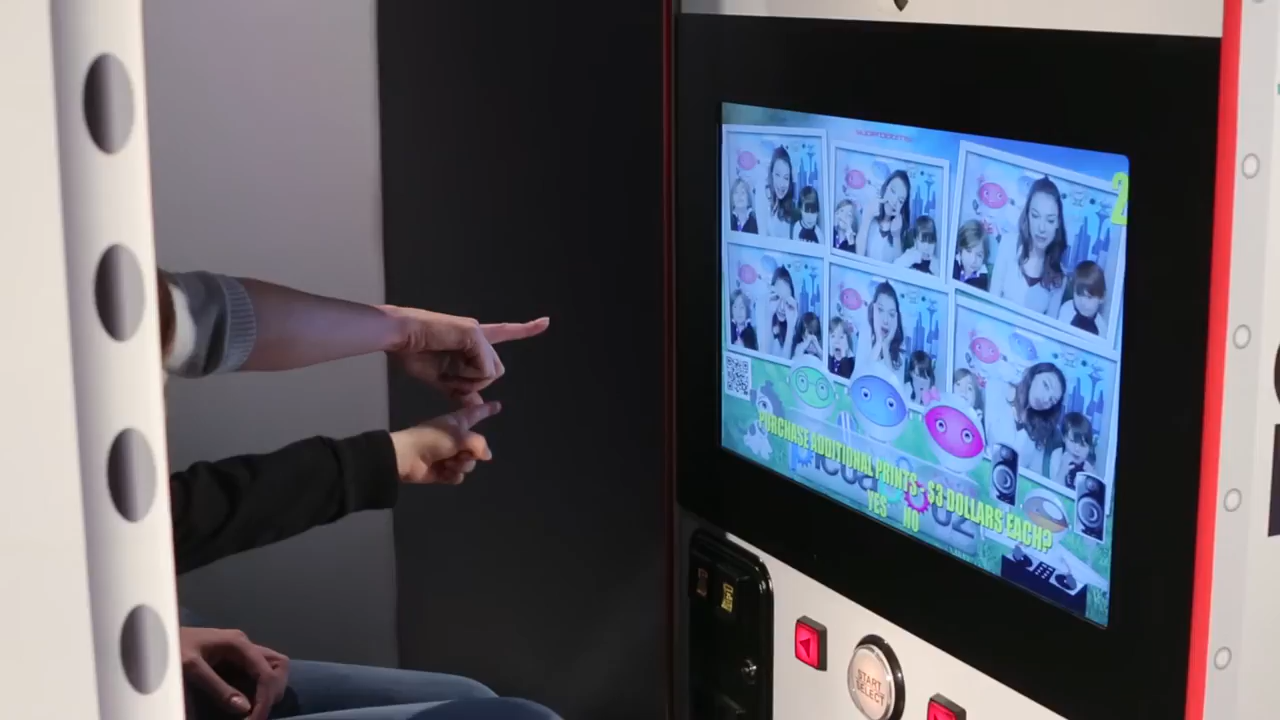 2
PURCHASE ADDITIONAL PRINTS- $3 DOLLARS EACH?
YES NO
START
SELECT